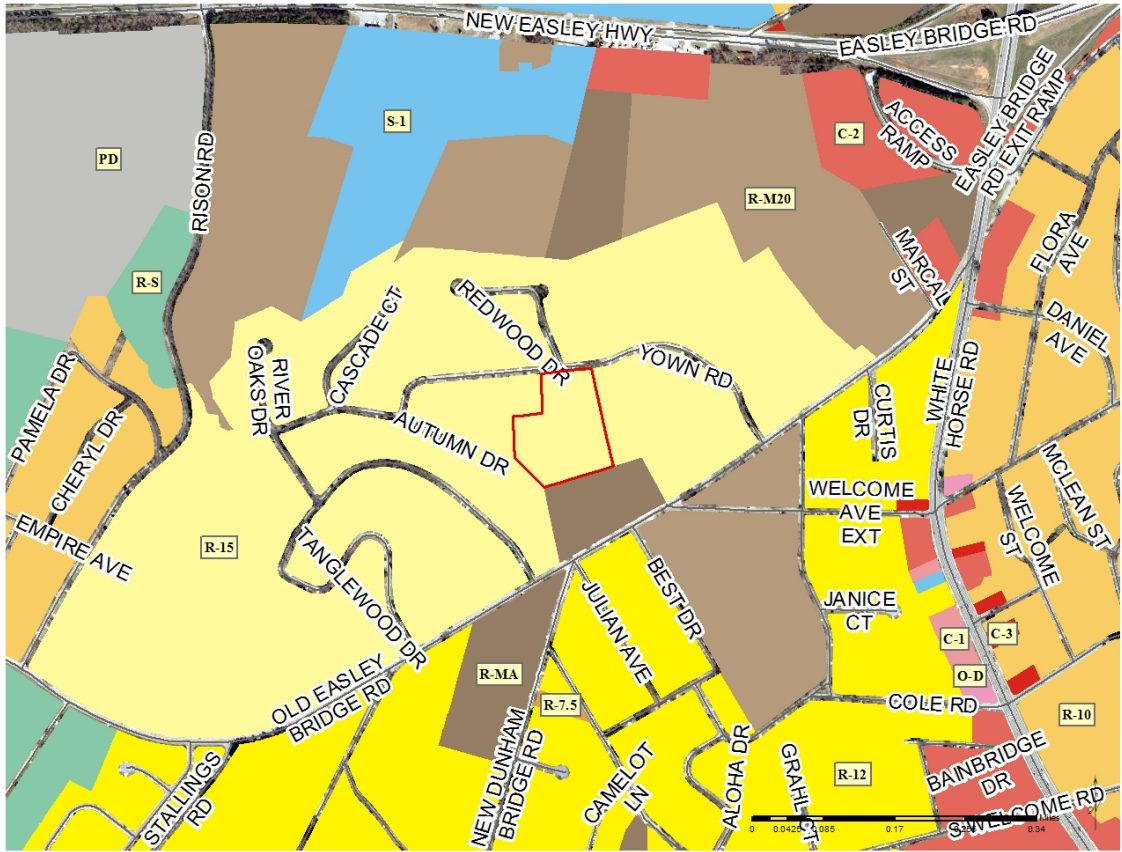 NEW EASLEY HWY
EASLEY BRIDGE RD
EASLEY BRIDGE
RD EXIT RAMP
ACCESS
RAMP
C-2
S-1
PD
RISON RD
R-M20
R-S
FLORA
AVE
MARCAL
ST
DANIEL
AVE
REDWOOD DR
CASCADE CT
RIVER
OAKS DR
YOWN RD
PAMELA DR
CHERYL DR
AUTUMN DR
CURTIS
DR
WHITE
HORSE RD
WELCOME
AVE
EXT
WELCOME
ST
MCLEAN ST
EMPIRE AVE
R-15
TANGLEWOOD DR
BEST DR
JULIAN AVE
JANICE
CT
C-1
C-3
O-D
R-MA
R-7.5
COLE RD
R-10
OLD EASLEY
BRIDGE RD
STALLINGS
RD
NEW DUNHAM
BRIDGE RD
CAMELOT
LN
ALOHA DR
GRAHL CT
R-12
BAINBRIDGE
DR
S WELCOME RD
Miles
0 0.0425 0.085 0.17 0.255 0.34